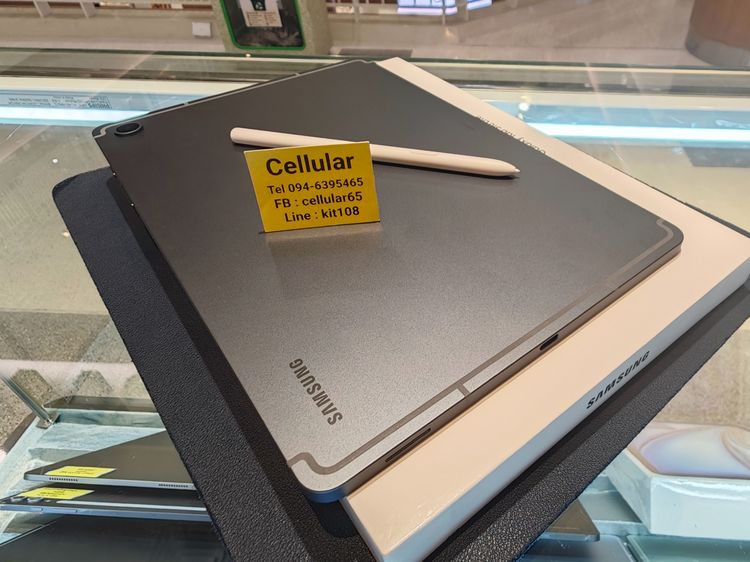 Cellular
Tel 094-6395465
FB : cellular65
Line : kit108
SAMSUNG
SAMSUNG